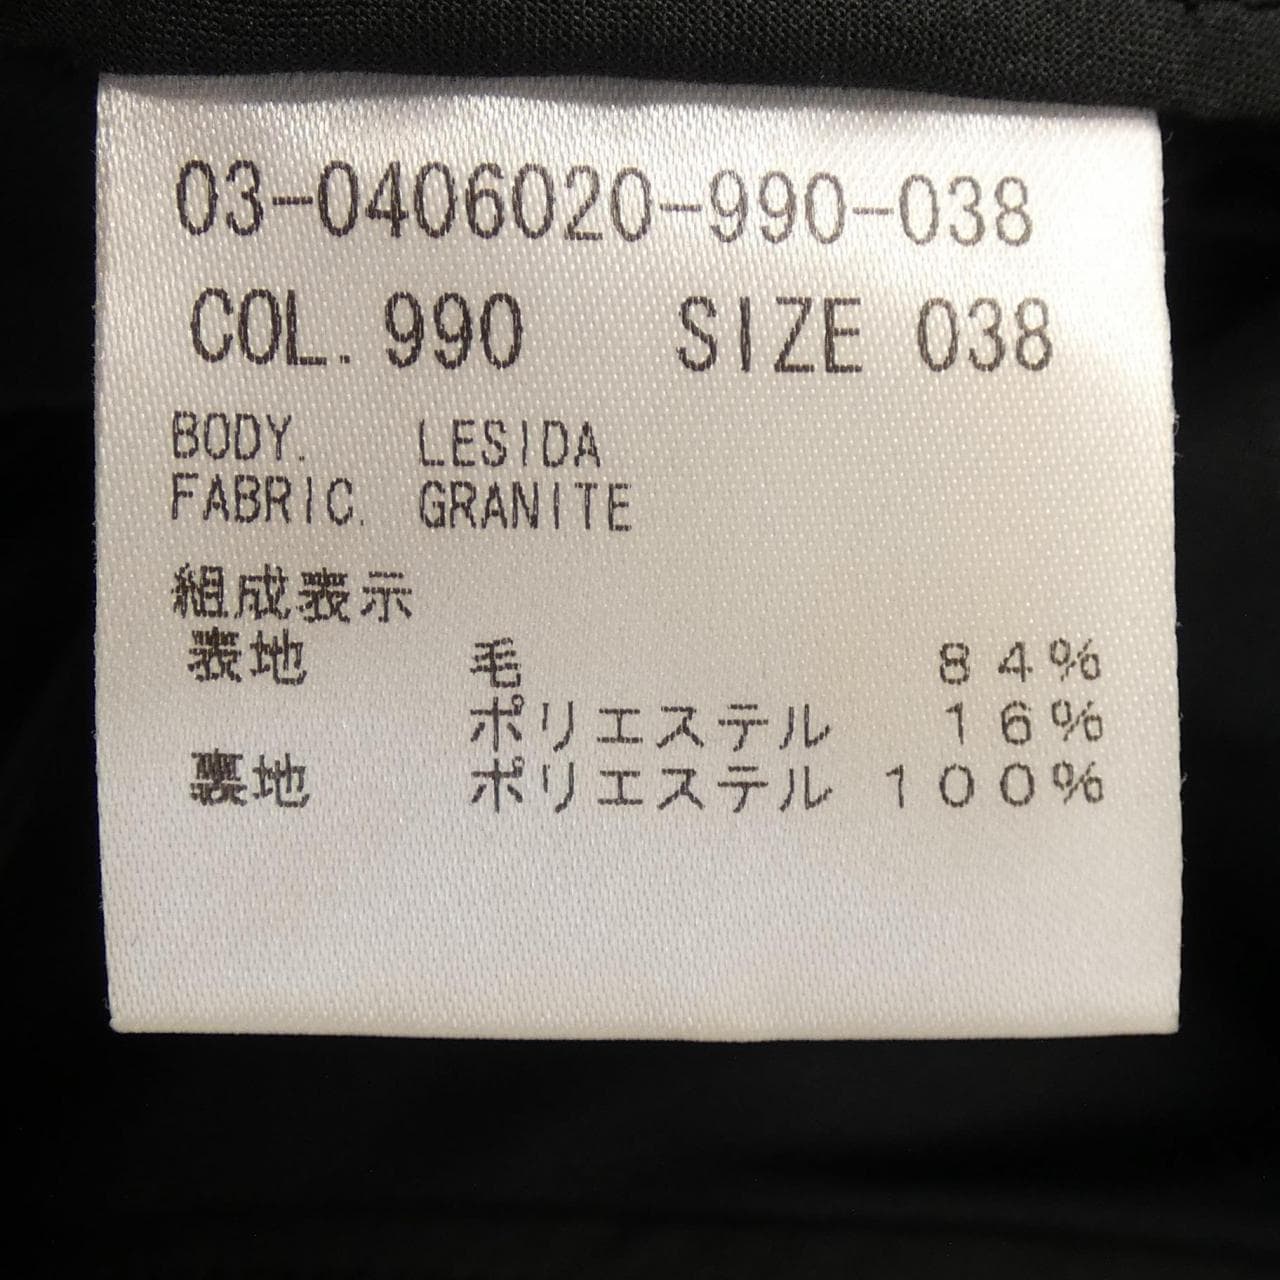 03-0406020-990-038
COL. 990 SIZE 038
BODY. LESIDA
FABRIC. GRANITE
組成表示
表地 毛 84%
ポリエステル 16%
裏地 ポリエステル 100%